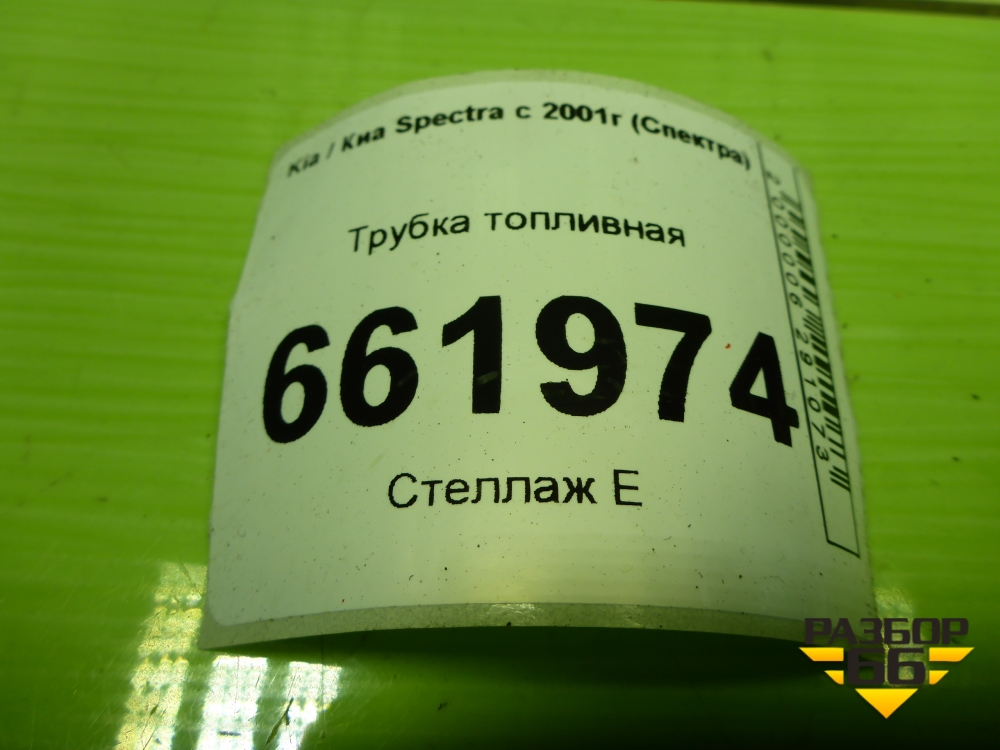 Kia / Киа Spectra с 2001г (Спектра)
Трубка топливная
661974
Стеллаж Е
2000006291073
РАЗБОР
66